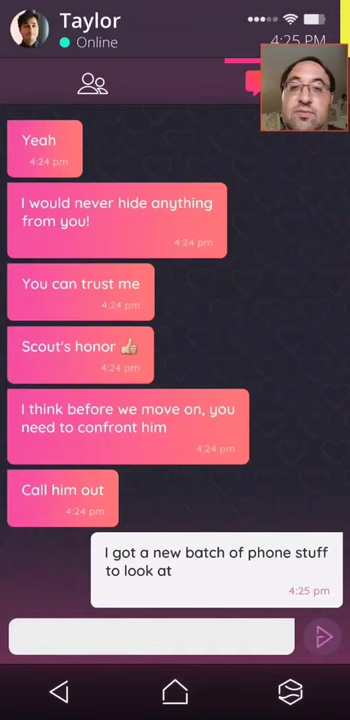 Taylor
Online
4:25 PM
Yeah
4:24 pm
I would never hide anything
from you!
4:24 pm
You can trust me
4:24 pm
Scout's honor 👍🏼
4:24 pm
I think before we move on, you
need to confront him
4:24 pm
Call him out
4:24 pm
I got a new batch of phone stuff
to look at
4:25 pm